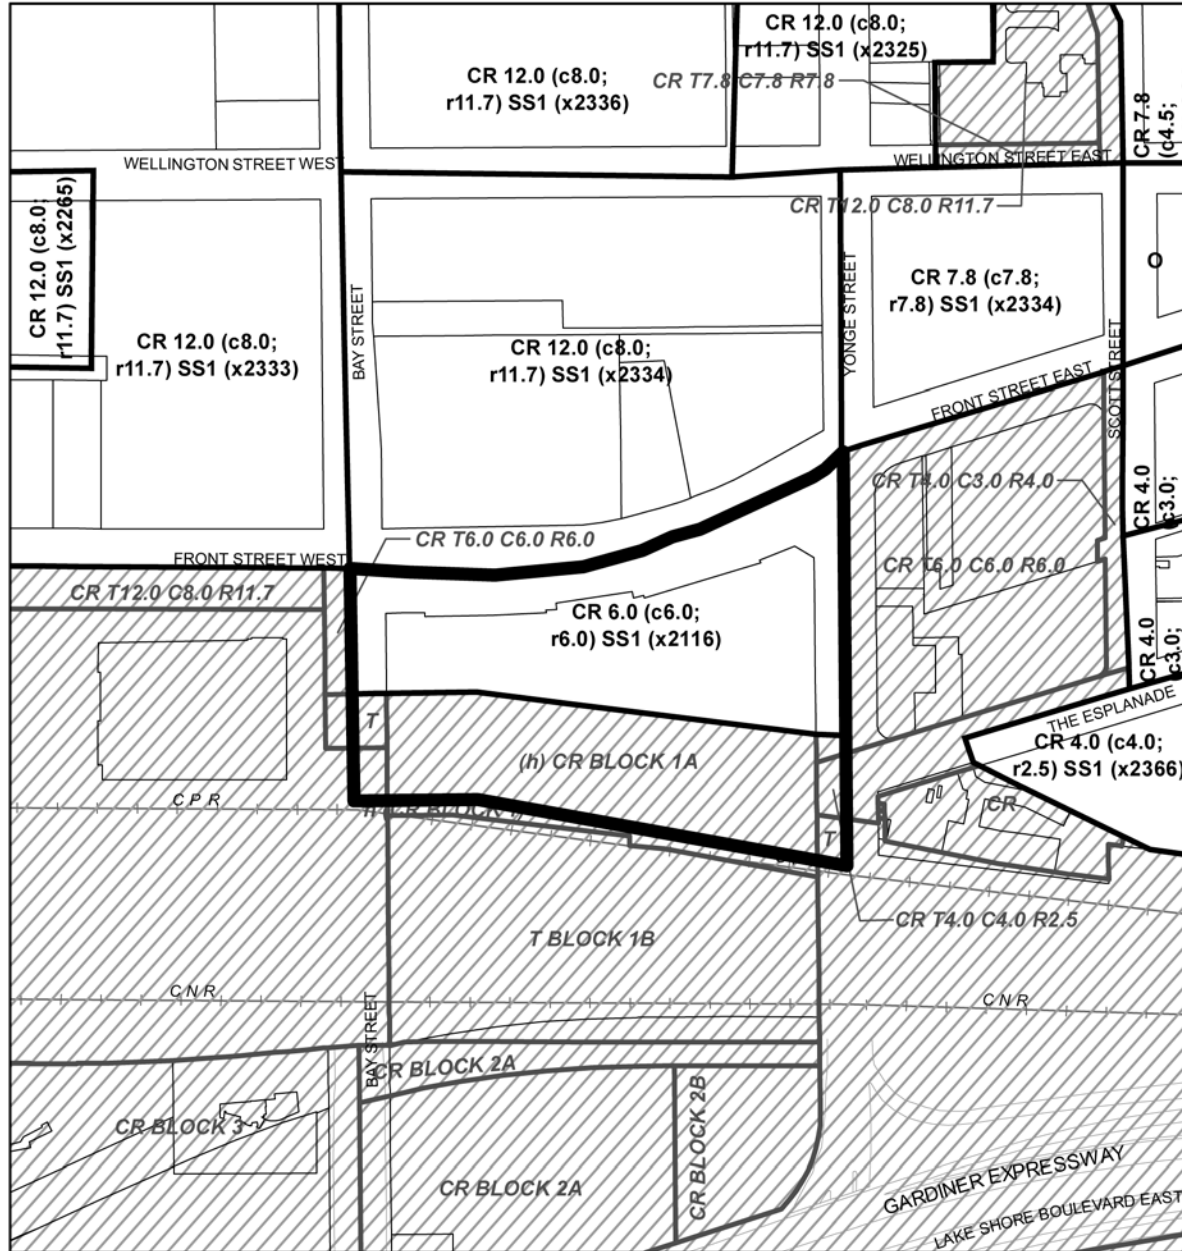 CR 12.0 (c8.0;
r11.7) SS1 (x2325)
CR 12.0 (c8.0;
r11.7) SS1 (x2336)
CR T7.8 C7.8 R7.8
CR 7.8
(c4.5;
WELLINGTON STREET WEST
WELLINGTON STREET EAST
CR 12.0 (c8.0;
r11.7) SS1 (x2265)
CR T12.0 C8.0 R11.7
O
CR 7.8 (c7.8;
r7.8) SS1 (x2334)
BAY STREET
YONGE STREET
CR 12.0 (c8.0;
r11.7) SS1 (x2333)
CR 12.0 (c8.0;
r11.7) SS1 (x2334)
FRONT STREET EAST
SCOTT STREET
CR T4.0 C3.0 R4.0
CR 4.0
(c3.0;
CR T6.0 C6.0 R6.0
FRONT STREET WEST
CR T6.0 C6.0 R6.0
CR T12.0 C8.0 R11.7
CR 6.0 (c6.0;
r6.0) SS1 (x2116)
CR 4.0
(c3.0;
THE ESPLANADE
T
CR 4.0 (c4.0;
r2.5) SS1 (x2366)
(h) CR BLOCK 1A
CPR
CR
T
CR T4.0 C4.0 R2.5
T BLOCK 1B
CNR
CNR
BAY STREET
CR BLOCK 2A
CR BLOCK 2B
CR BLOCK 3
CR BLOCK 2A
GARDINER EXPRESSWAY
LAKE SHORE BOULEVARD EAST